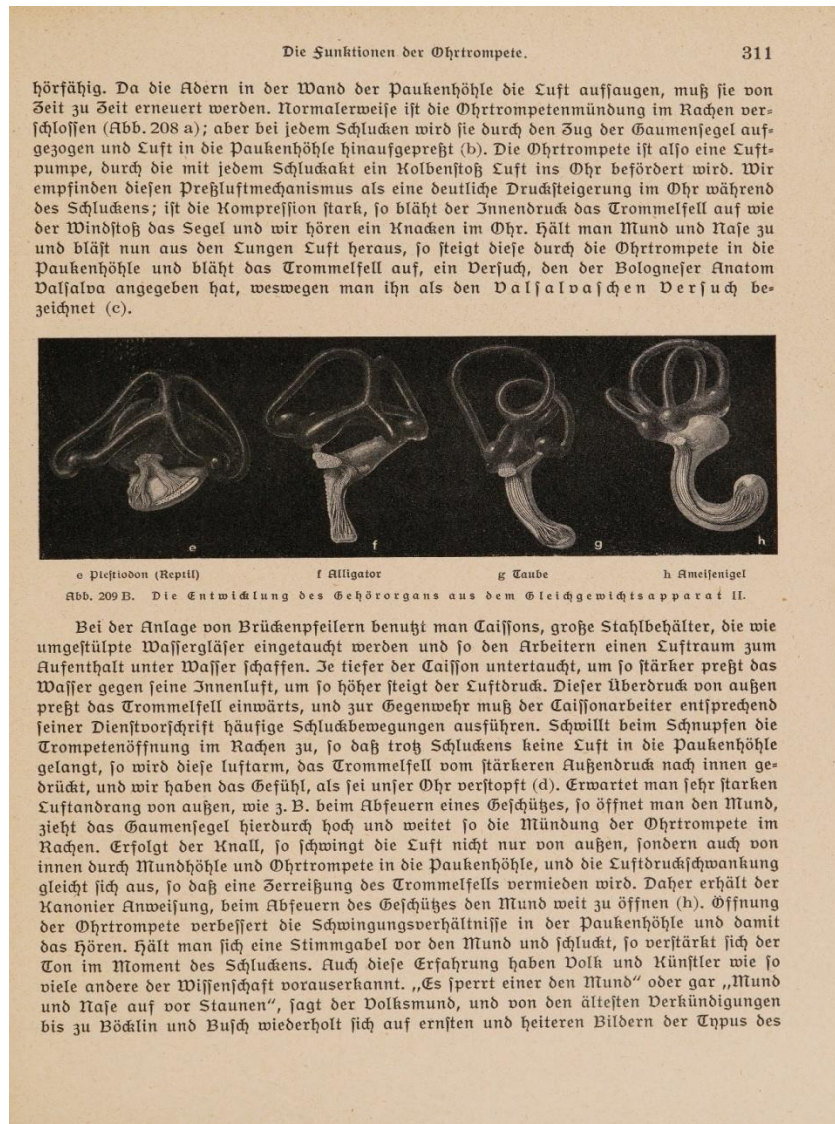 Die Funktionen der Ohrtrompete. 311
hörfähig. Da die Adern in der Wand der Paukenhöhle die Luft aufsaugen, muß sie von
Zeit zu Zeit erneuert werden. Normalerweise ist die Ohrtrompetenmündung im Rachen ver-
schlossen (Abb. 208 a); aber bei jedem Schlucken wird sie durch den Zug der Gaumensegel auf-
gezogen und Luft in die Paukenhöhle hinaufgepreßt (b). Die Ohrtrompete ist also eine Luft-
pumpe, durch die mit jedem Schluckakt ein Kolbenstoß Luft ins Ohr befördert wird. Wir
empfinden diesen Preßluftmechanismus als eine deutliche Drucksteigerung im Ohr während
des Schluckens; ist die Kompression stark, so bläht der Innendruck das Trommelfell auf wie
der Windstoß das Segel und wir hören ein Knacken im Ohr. Hält man Mund und Nase zu
und bläst nun aus den Lungen Luft heraus, so steigt diese durch die Ohrtrompete in die
Paukenhöhle und bläht das Trommelfell auf, ein Versuch, den der Bologneser Anatom
Valsalva angegeben hat, weswegen man ihn als den Valsalvaschen Versuch be-
zeichnet (c).
e f g h
e Plestiodon (Reptil) f Alligator g Taube h Ameisenigel
Abb. 209 B. Die Entwicklung des Gehörorgans aus dem Gleichgewichtsapparat II.
Bei der Anlage von Brückenpfeilern benutzt man Caissons, große Stahlbehälter, die wie
umgestülpte Wassergläser eingetaucht werden und so den Arbeitern einen Luftraum zum
Aufenthalt unter Wasser schaffen. Je tiefer der Caisson untertaucht, um so stärker preßt das
Wasser gegen seine Innenluft, um so höher steigt der Luftdruck. Dieser Überdruck von außen
preßt das Trommelfell einwärts, und zur Gegenwehr muß der Caissonarbeiter entsprechend
seiner Dienstvorschrift häufige Schluckbewegungen ausführen. Schwillt beim Schnupfen die
Trompetenöffnung im Rachen zu, so daß trotz Schluckens keine Luft in die Paukenhöhle
gelangt, so wird diese luftarm, das Trommelfell vom stärkeren Außendruck nach innen ge-
drückt, und wir haben das Gefühl, als sei unser Ohr verstopft (d). Erwartet man sehr starken
Luftandrang von außen, wie z. B. beim Abfeuern eines Geschützes, so öffnet man den Mund,
zieht das Gaumensegel hierdurch hoch und weitet so die Mündung der Ohrtrompete im
Rachen. Erfolgt der Knall, so schwingt die Luft nicht nur von außen, sondern auch von
innen durch Mundhöhle und Ohrtrompete in die Paukenhöhle, und die Luftdruckschwankung
gleicht sich aus, so daß eine Zerreißung des Trommelfells vermieden wird. Daher erhält der
Kanonier Anweisung, beim Abfeuern des Geschützes den Mund weit zu öffnen (h). Öffnung
der Ohrtrompete verbessert die Schwingungsverhältnisse in der Paukenhöhle und damit
das Hören. Hält man sich eine Stimmgabel vor den Mund und schluckt, so verstärkt sich der
Ton im Moment des Schluckens. Auch diese Erfahrung haben Volk und Künstler wie so
viele andere der Wissenschaft vorauserkannt. „Es sperrt einer den Mund“ oder gar „Mund
und Nase auf vor Staunen“, sagt der Volksmund, und von den ältesten Verkündigungen
bis zu Böcklin und Busch wiederholt sich auf ernsten und heiteren Bildern der Typus des